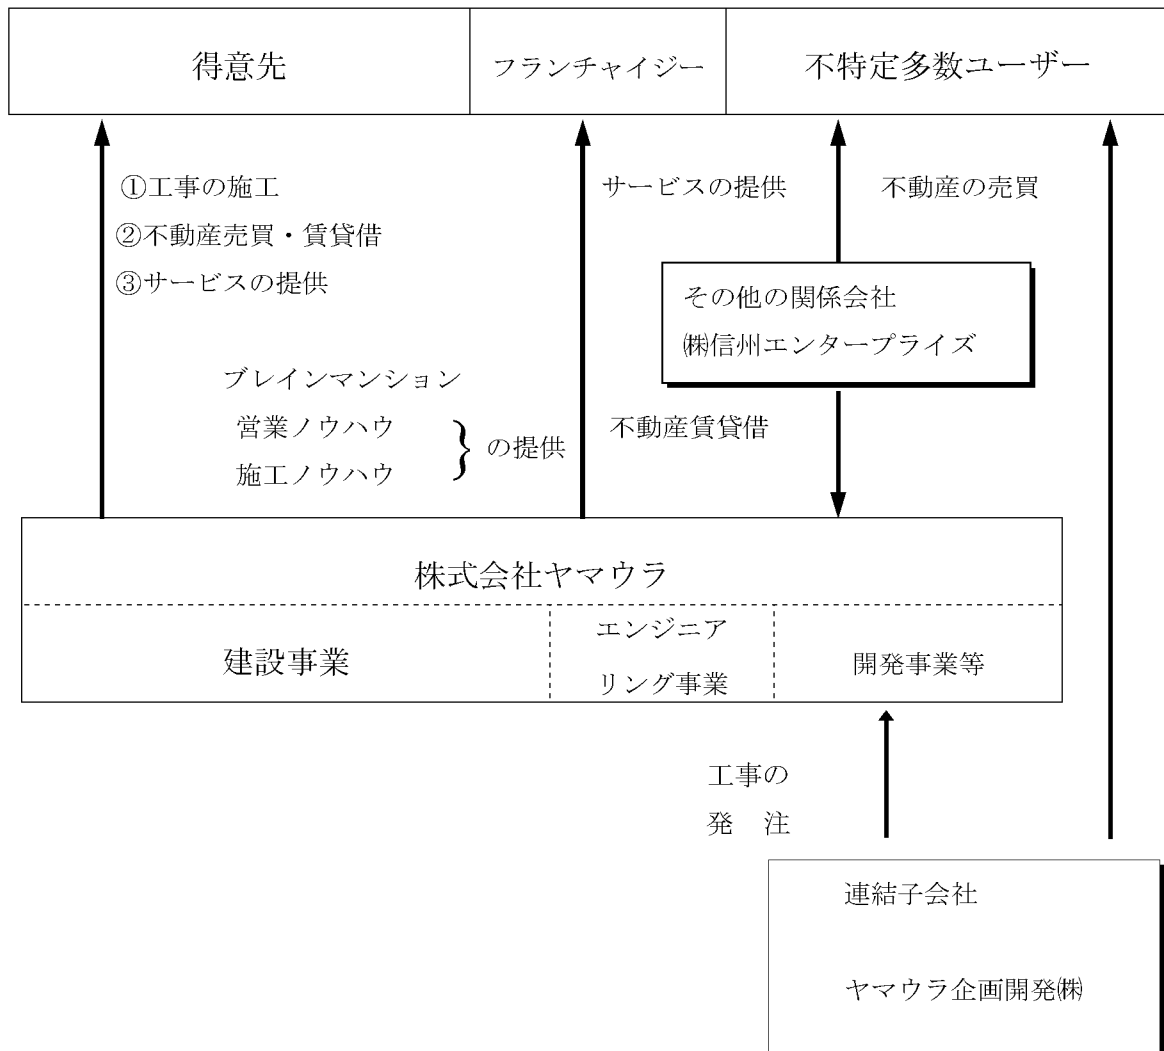 得意先
フランチャイジー
不特定多数ユーザー
①工事の施工
②不動産売買・賃貸借
③サービスの提供
サービスの提供
不動産の売買
その他の関係会社
㈱信州エンタープライズ
ブレインマンション
営業ノウハウ
施工ノウハウ
} の提供
不動産賃貸借
株式会社ヤマウラ
建設事業
エンジニア
リング事業
開発事業等
工事の
発　注
連結子会社
ヤマウラ企画開発㈱